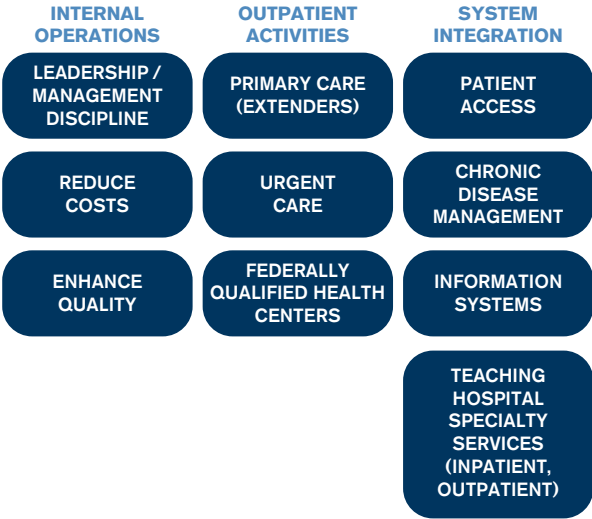 INTERNAL
OPERATIONS
LEADERSHIP /
MANAGEMENT
DISCIPLINE
REDUCE
COSTS
ENHANCE
QUALITY
OUTPATIENT
ACTIVITIES
PRIMARY CARE
(EXTENDERS)
URGENT
CARE
FEDERALLY
QUALIFIED HEALTH
CENTERS
SYSTEM
INTEGRATION
PATIENT
ACCESS
CHRONIC
DISEASE
MANAGEMENT
INFORMATION
SYSTEMS
TEACHING
HOSPITAL
SPECIALTY
SERVICES
(INPATIENT,
OUTPATIENT)